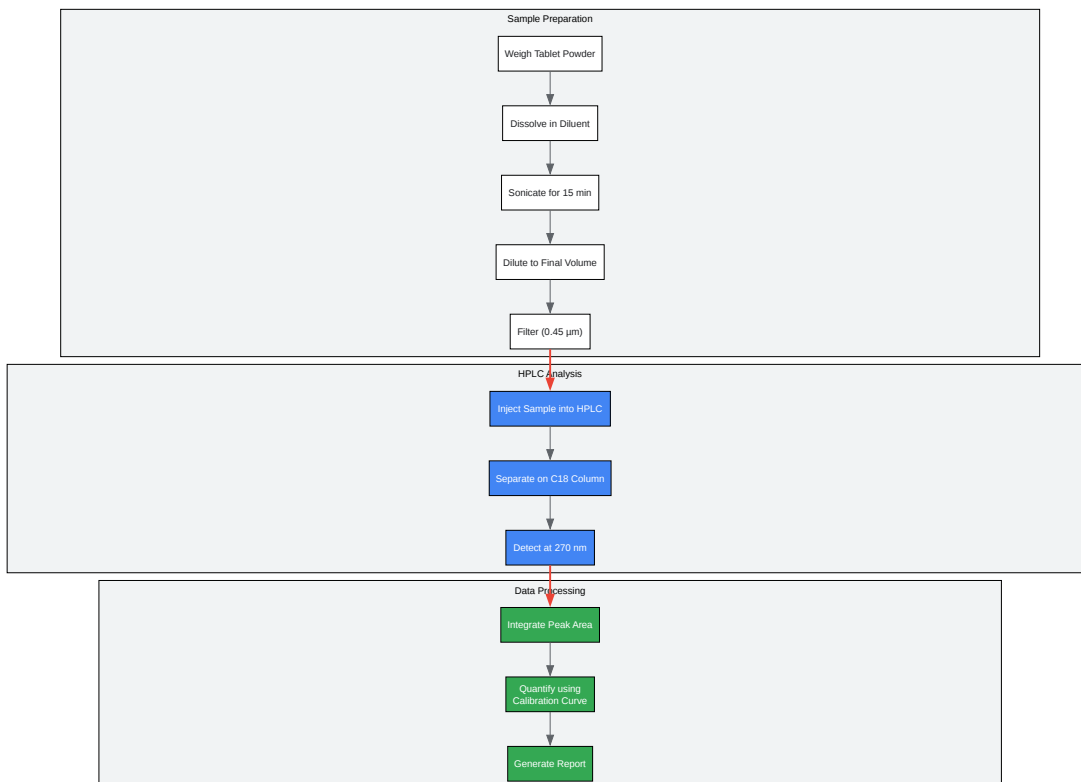 Sample Preparation
Weigh Tablet Powder
Dissolve in Diluent
Sonicate for 15 min
Dilute to Final Volume
Filter (0.45 µm)
HPLC Analysis
Inject Sample into HPLC
Separate on C18 Column
Detect at 270 nm
Data Processing
Integrate Peak Area
Quantify using
Calibration Curve
Generate Report